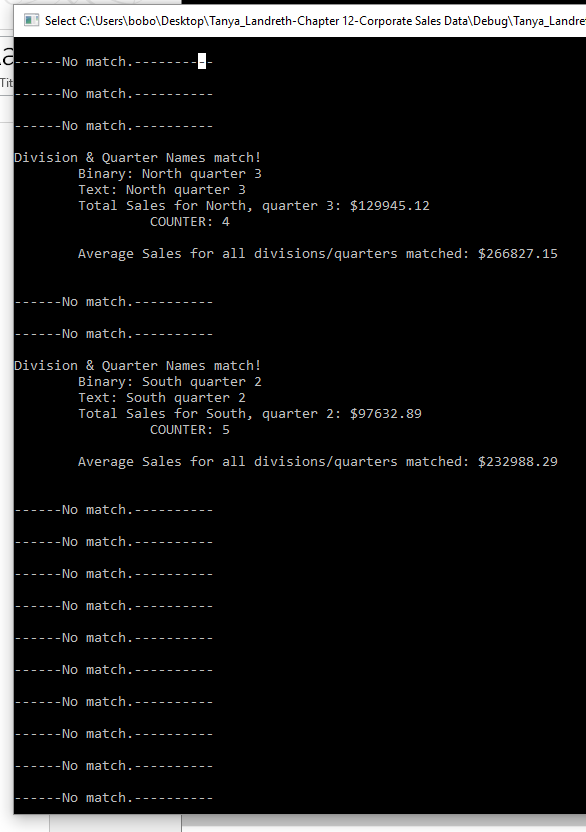 Select C:\Users\bobo\Desktop\Tanya_Landreth-Chapter 12-Corporate Sales Data\Debug\Tanya_Landre
------No match.----------
------No match.----------
------No match.----------
Division & Quarter Names match!
Binary: North quarter 3
Text: North quarter 3
Total Sales for North, quarter 3: $129945.12
COUNTER: 4
Average Sales for all divisions/quarters matched: $266827.15
------No match.----------
------No match.----------
Division & Quarter Names match!
Binary: South quarter 2
Text: South quarter 2
Total Sales for South, quarter 2: $97632.89
COUNTER: 5
Average Sales for all divisions/quarters matched: $232988.29
------No match.----------
------No match.----------
------No match.----------
------No match.----------
------No match.----------
------No match.----------
------No match.----------
------No match.----------
------No match.----------
------No match.----------